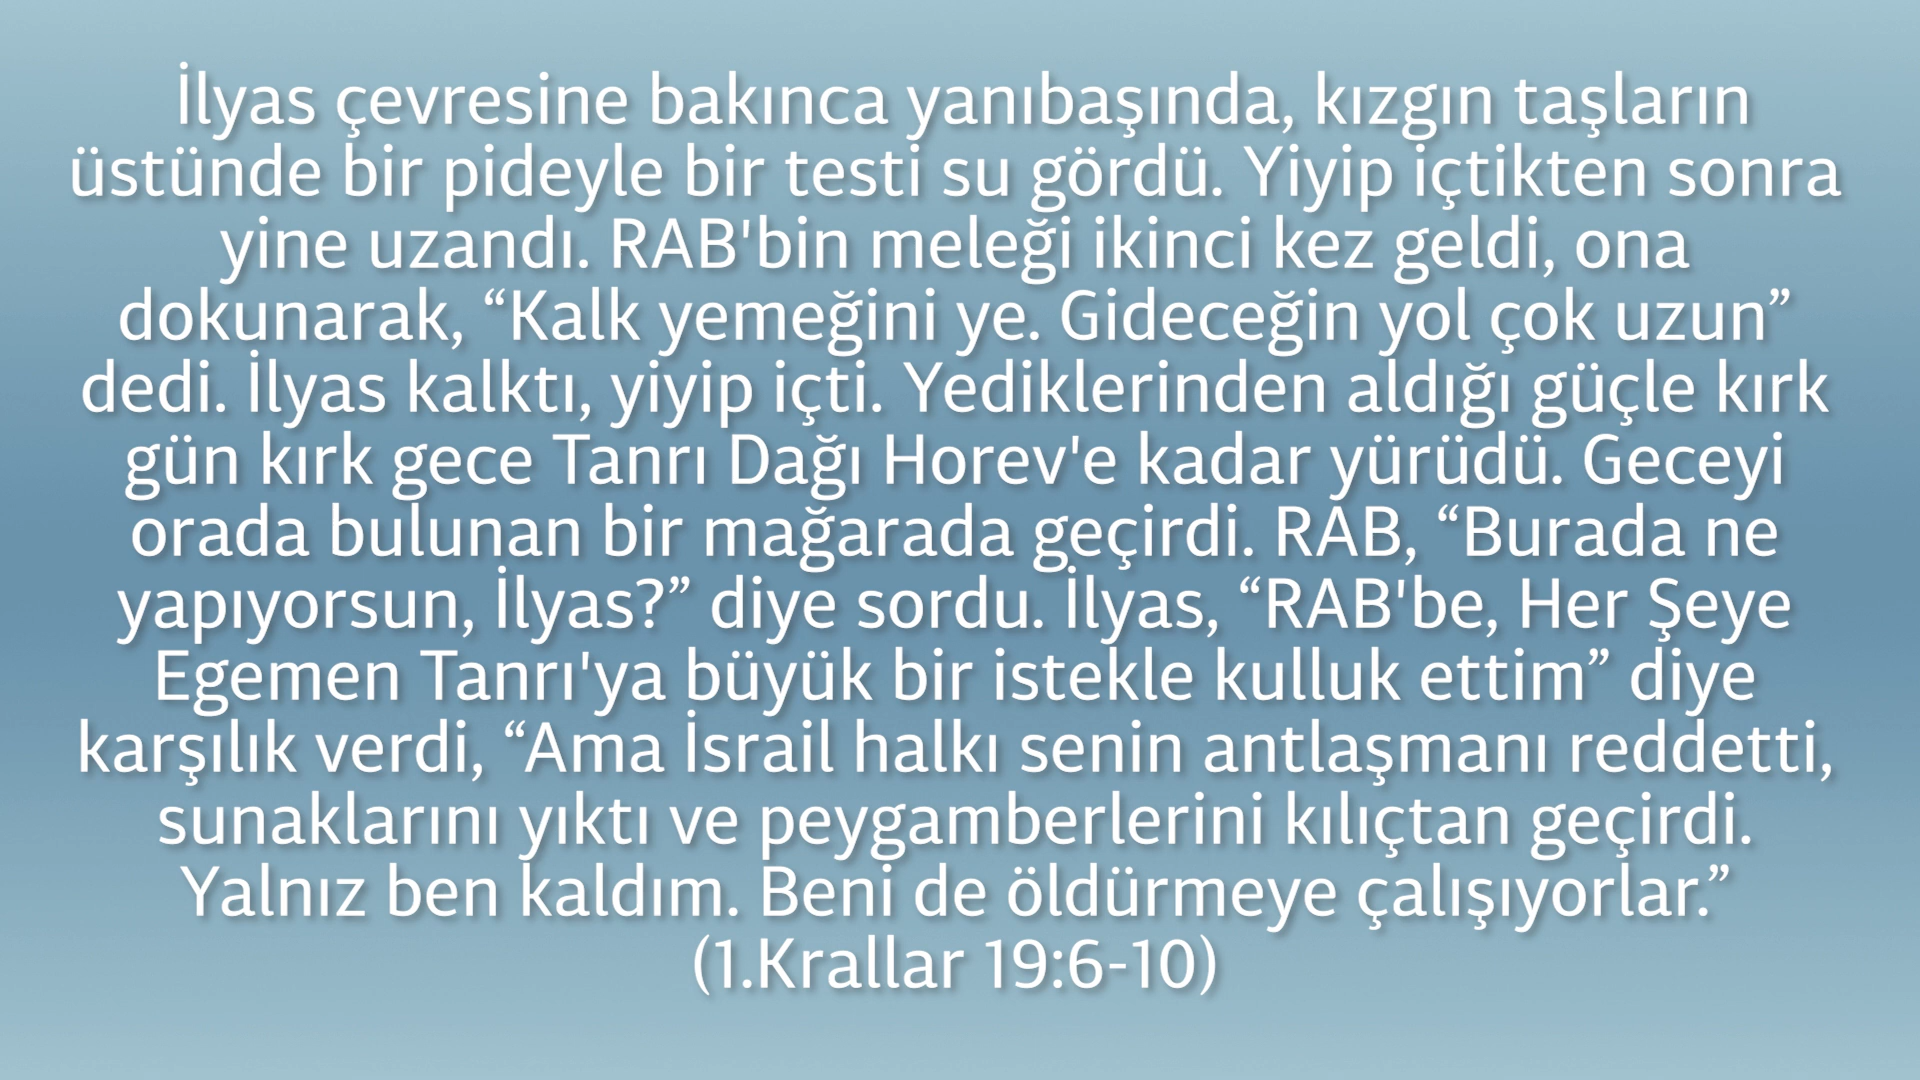 İlyas çevresine bakınca yanıbaşında, kızgın taşların
üstünde bir pideyle bir testi su gördü. Yiyip içtikten sonra
yine uzandı. RAB'bin meleği ikinci kez geldi, ona
dokunarak, “Kalk yemeğini ye. Gideceğin yol çok uzun”
dedi. İlyas kalktı, yiyip içti. Yediklerinden aldığı güçle kırk
gün kırk gece Tanrı Dağı Horev'e kadar yürüdü. Geceyi
orada bulunan bir mağarada geçirdi. RAB, “Burada ne
yapıyorsun, İlyas?” diye sordu. İlyas, “RAB'be, Her Şeye
Egemen Tanrı'ya büyük bir istekle kulluk ettim” diye
karşılık verdi, “Ama İsrail halkı senin antlaşmanı reddetti,
sunaklarını yıktı ve peygamberlerini kılıçtan geçirdi.
Yalnız ben kaldım. Beni de öldürmeye çalışıyorlar.”
(1.Krallar 19:6-10)